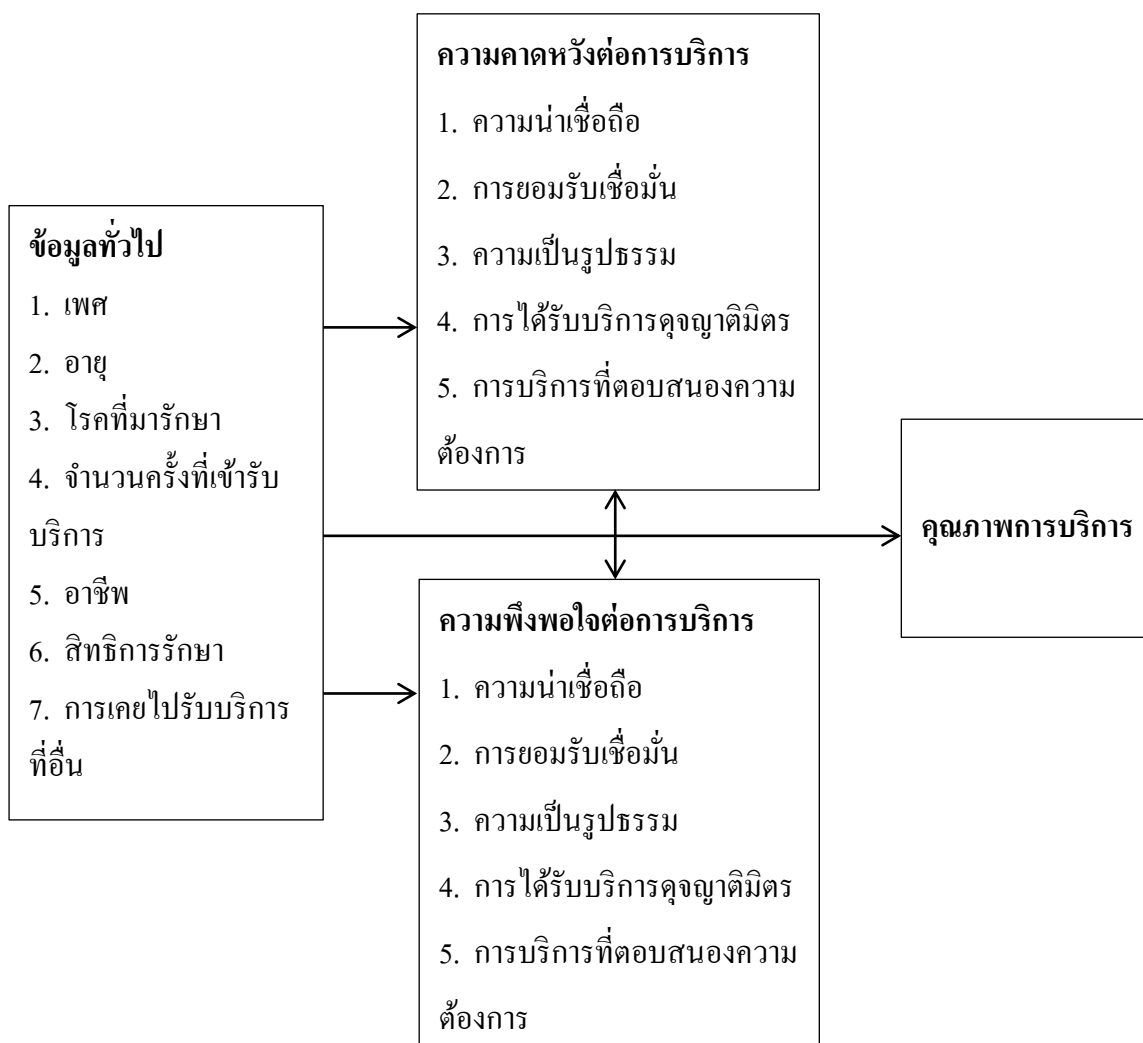 ความคาดหวังต่อการบริการ
1. ความน่าเชื่อถือ
2. การยอมรับเชื่อมั่น
3. ความเป็นรูปธรรม
4. การได้รับบริการดุจญาติมิตร
5. การบริการที่ตอบสนองความ
ต้องการ
ข้อมูลทั่วไป
1. เพศ
2. อายุ
3. โรคที่มารักษา
4. จำนวนครั้งที่เข้ารับ
บริการ
5. อาชีพ
6. สิทธิการรักษา
7. การเคยไปรับบริการ
ที่อื่น
คุณภาพการบริการ
ความพึงพอใจต่อการบริการ
1. ความน่าเชื่อถือ
2. การยอมรับเชื่อมั่น
3. ความเป็นรูปธรรม
4. การได้รับบริการดุจญาติมิตร
5. การบริการที่ตอบสนองความ
ต้องการ